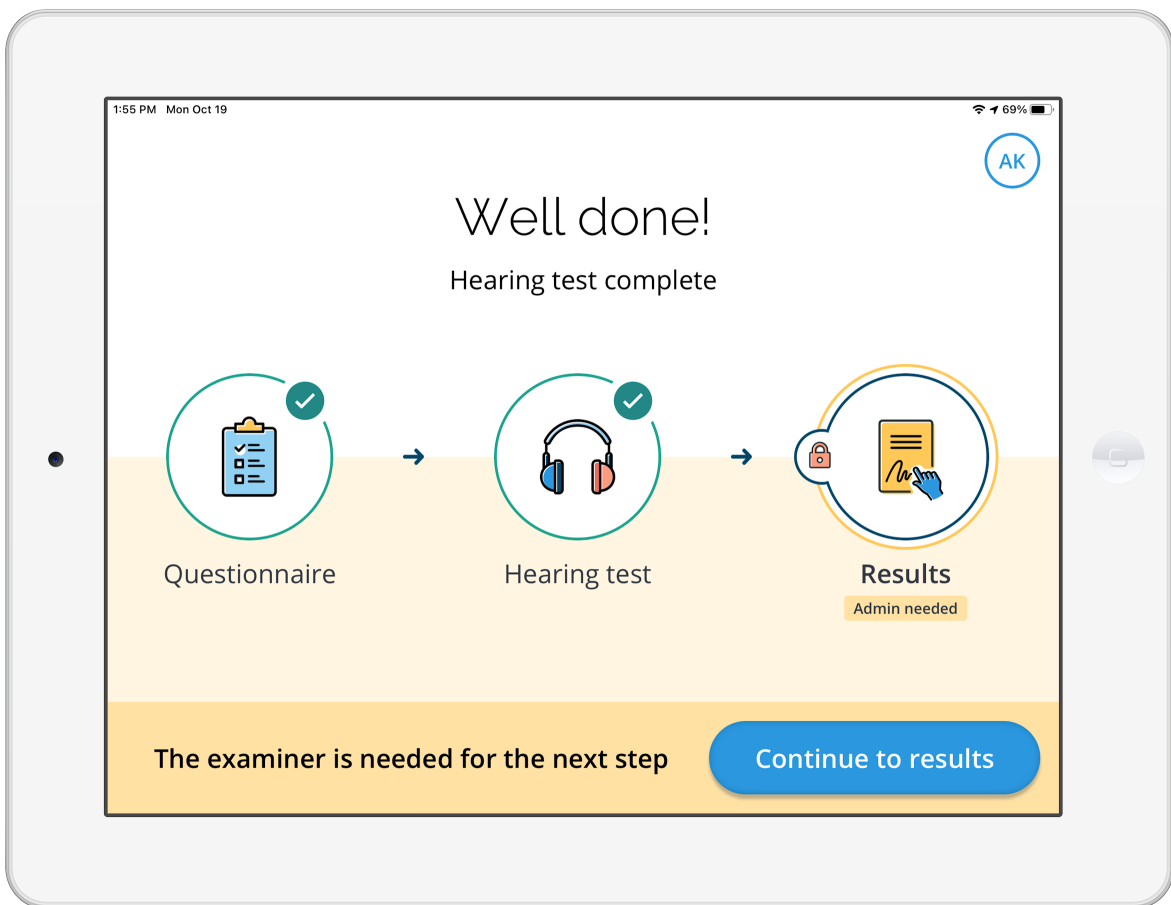 1:55 PM Mon Oct 19
69%
AK
Well done!
Hearing test complete
Questionnaire
Hearing test
Results
Admin needed
The examiner is needed for the next step
Continue to results